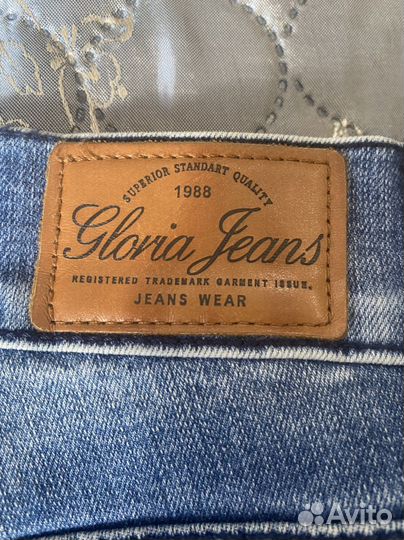 SUPERIOR STANDART QUALITY
1988
Gloria Jeans
REGISTERED TRADEMARK GARMENT ISSUE.
JEANS WEAR
Avito